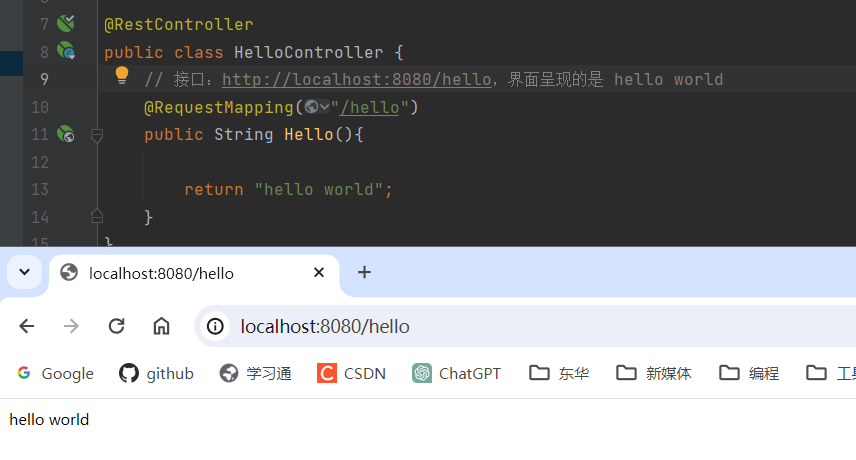 7 @RestController
8 public class HelloController {
9 // 接口：http://localhost:8080/hello，界面呈现的是 hello world
10 @RequestMapping("/hello")
11 public String Hello(){
12
13 return "hello world";
14 }
15 }
localhost:8080/hello
localhost:8080/hello
Google github 学习通 CSDN ChatGPT 东华 新媒体 编程
hello world